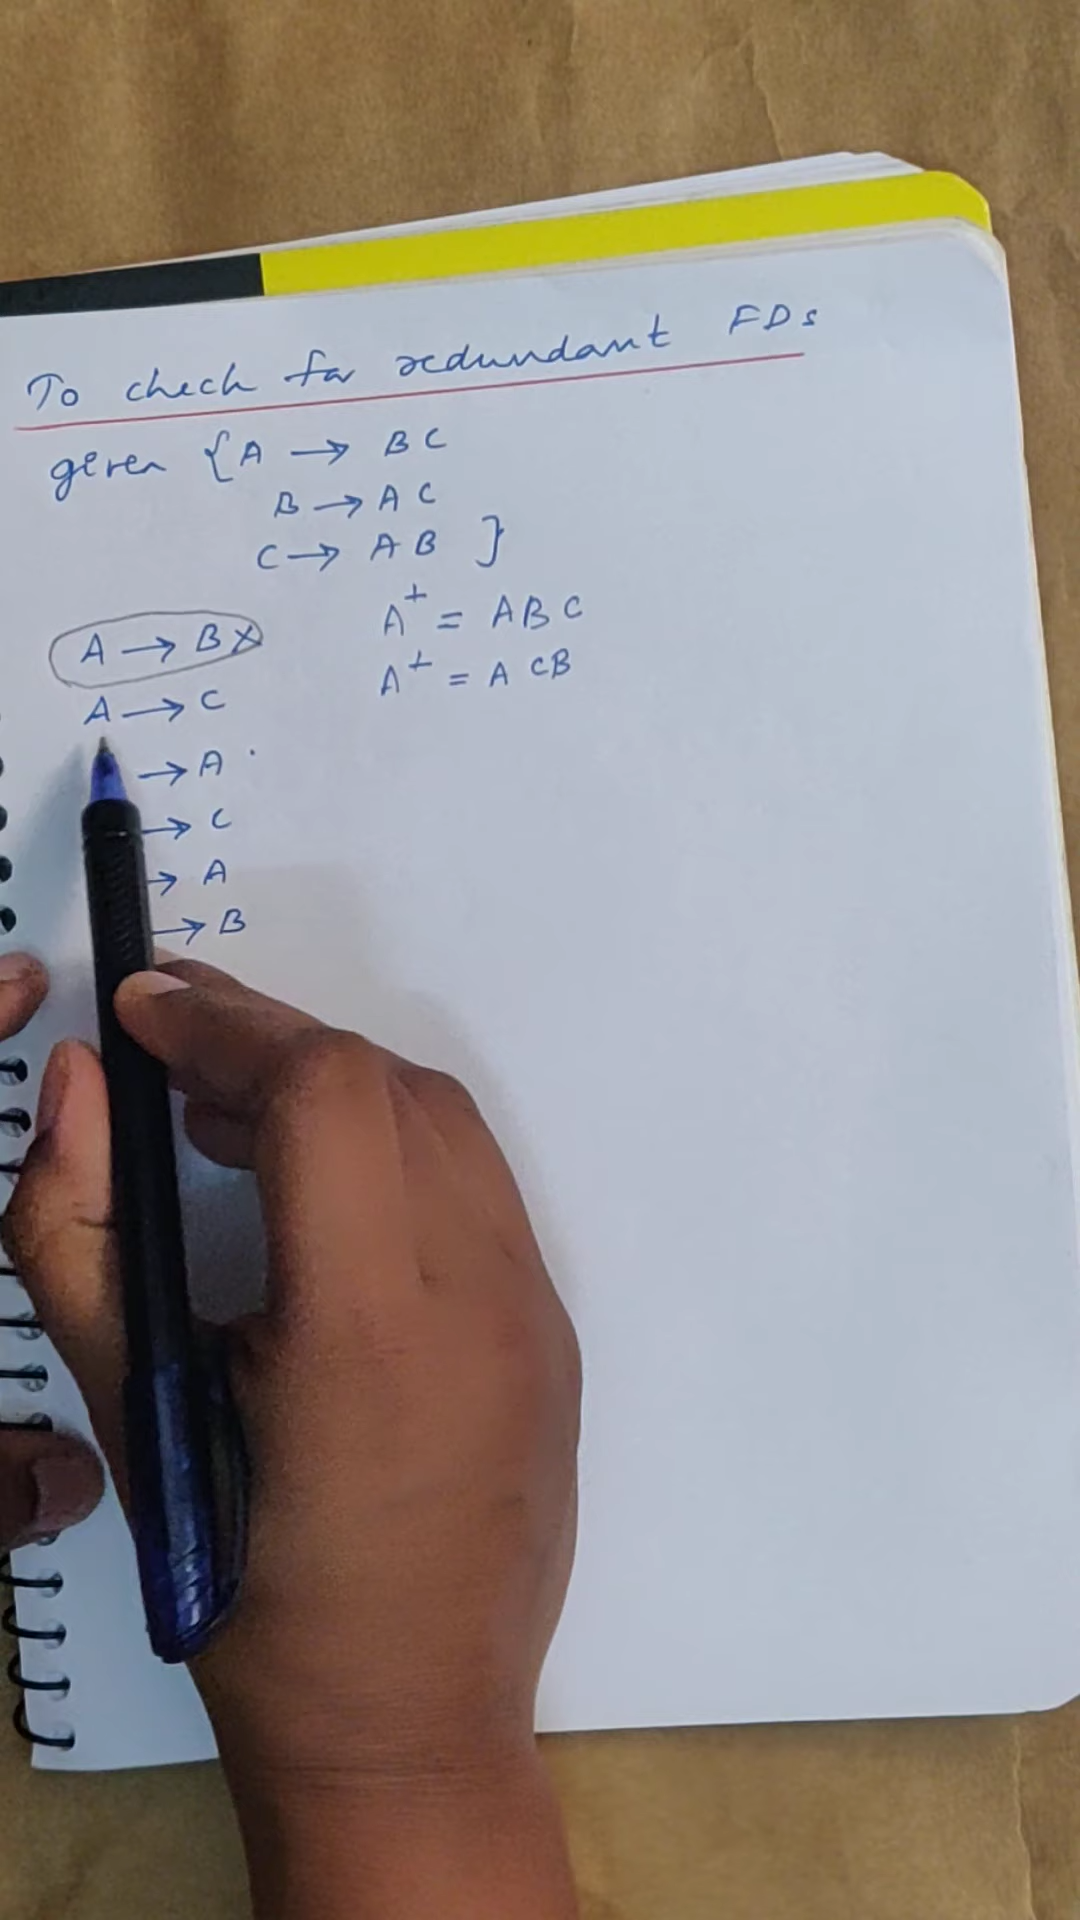 To check for redundant FDs
given { A → BC
B → AC
C → AB }
A⁺ = ABC
A → B ×
A⁺ = ACB
A → C
→ A
→ C
→ A
→ B